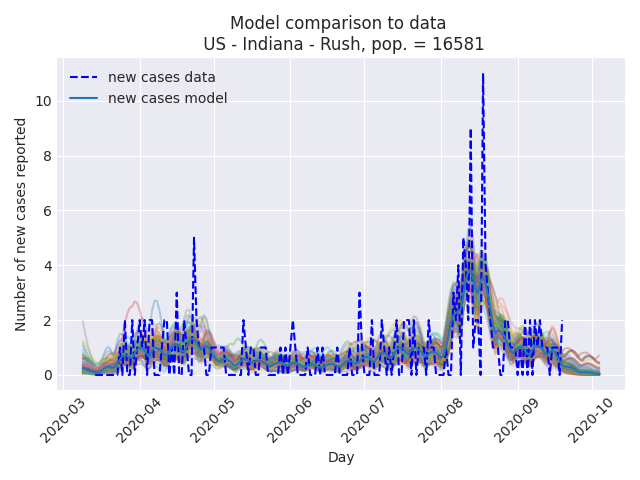 Model comparison to data
US - Indiana - Rush, pop. = 16581
new cases data
new cases model
Number of new cases reported
10
8
6
4
2
0
2020-03
2020-04
2020-05
2020-06
2020-07
2020-08
2020-09
2020-10
Day